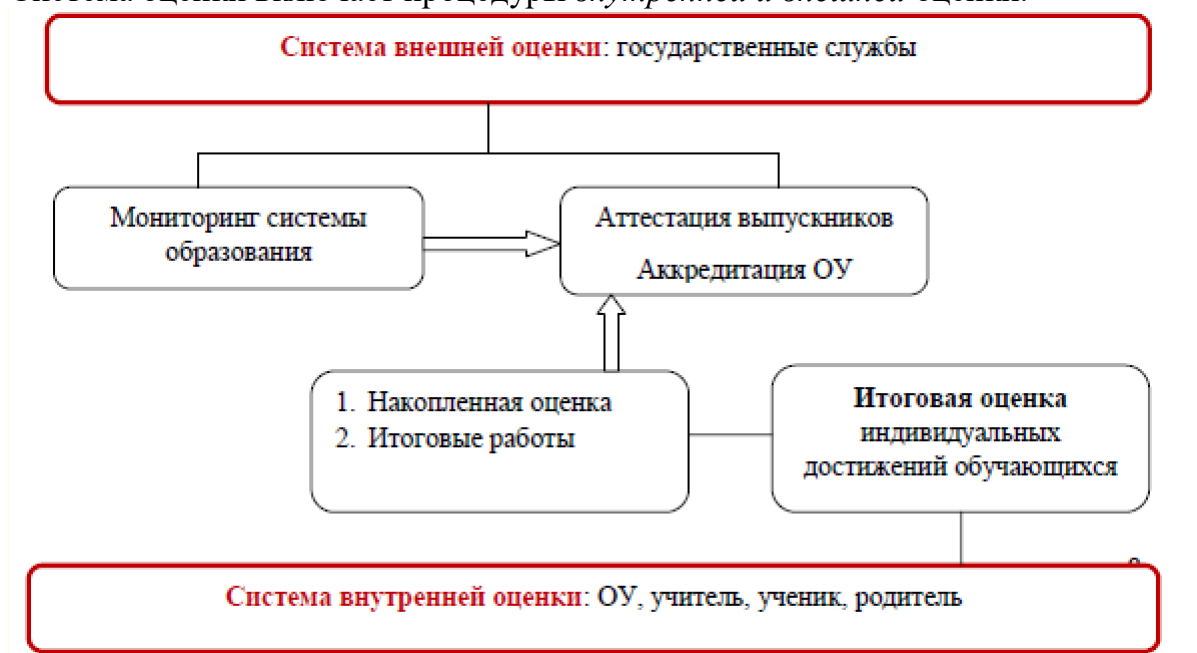 Система внешней оценки: государственные службы
Мониторинг системы
образования
Аттестация выпускников
Аккредитация ОУ
1. Накопленная оценка
2. Итоговые работы
Итоговая оценка
индивидуальных
достижений обучающихся
Система внутренней оценки: ОУ, учитель, ученик, родитель